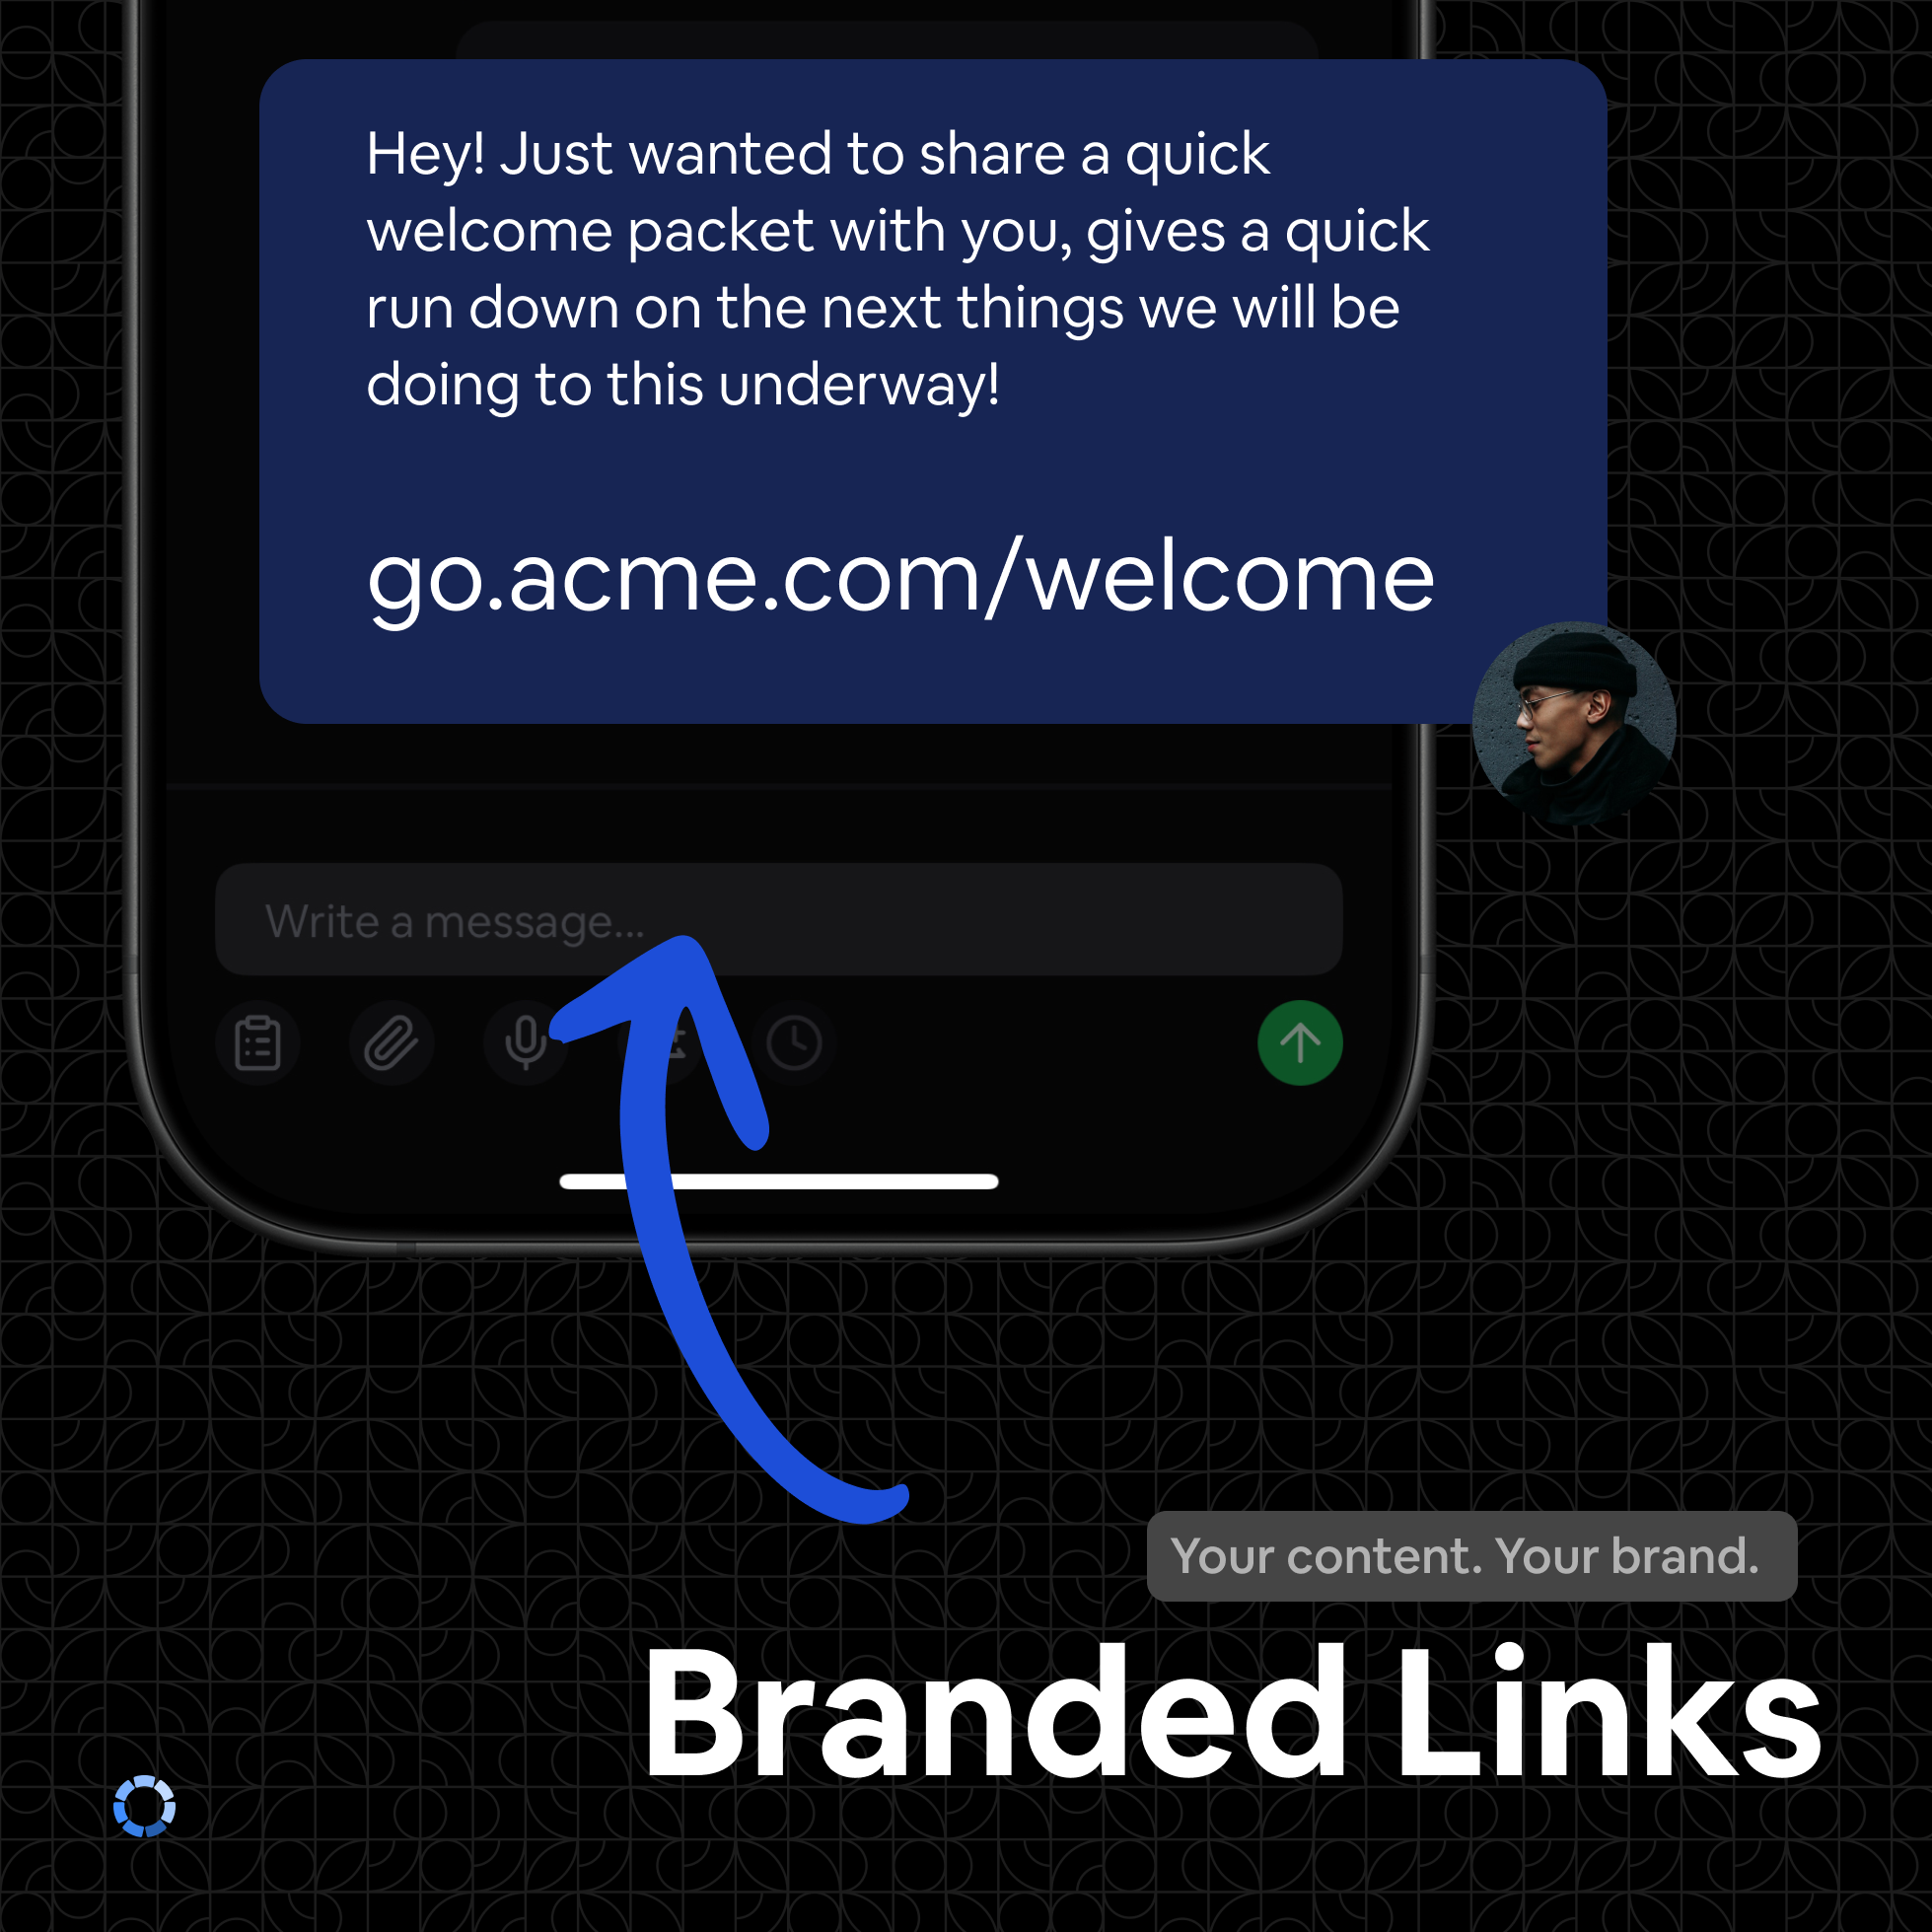 Hey! Just wanted to share a quick
welcome packet with you, gives a quick
run down on the next things we will be
doing to this underway!
go.acme.com/welcome
Write a message...
Your content. Your brand.
Branded Links